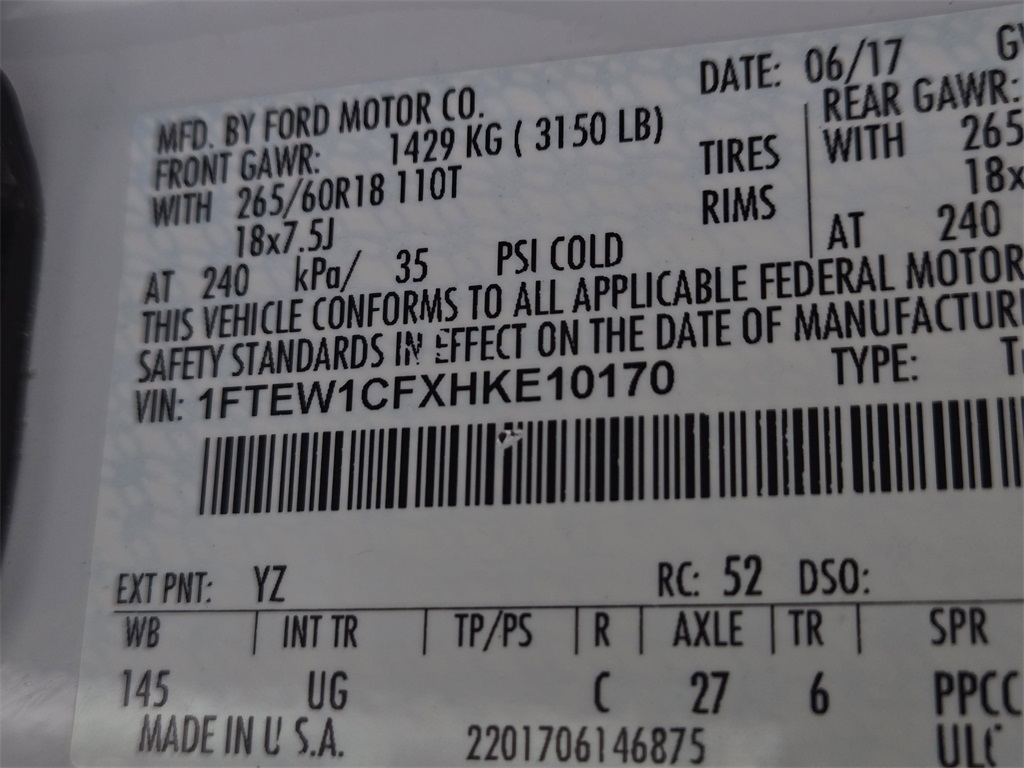 MFD. BY FORD MOTOR CO.
DATE: 06/17
FRONT GAWR: 1429 KG ( 3150 LB)
REAR GAWR:
WITH 265/60R18 110T TIRES WITH 265
18x7.5J RIMS 18x
AT 240 kPa/ 35 PSI COLD AT 240
THIS VEHICLE CONFORMS TO ALL APPLICABLE FEDERAL MOTOR
SAFETY STANDARDS IN EFFECT ON THE DATE OF MANUFACTUR
VIN: 1FTEW1CFXHKE10170 TYPE:
EXT PNT: YZ RC: 52 DSO:
WB INT TR TP/PS R AXLE TR SPR
145 UG C 27 6 PPCC
MADE IN U S.A. 2201706146875